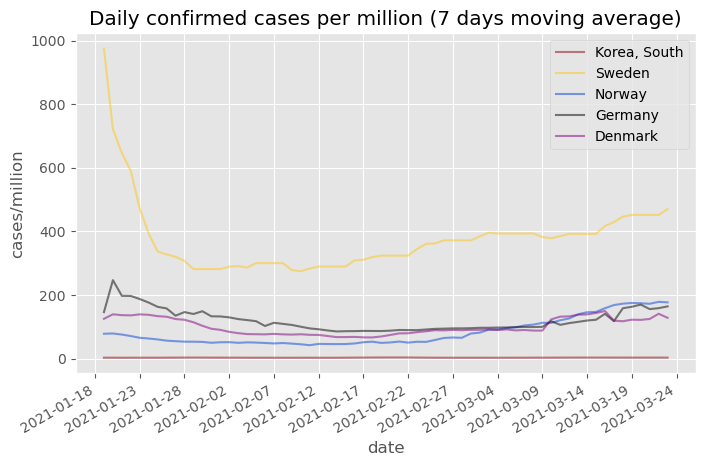 Daily confirmed cases per million (7 days moving average)
1000
800
600
400
200
0
cases/million
Korea, South
Sweden
Norway
Germany
Denmark
2021-01-18
2021-01-23
2021-01-28
2021-02-02
2021-02-07
2021-02-12
2021-02-17
2021-02-22
2021-02-27
2021-03-04
2021-03-09
2021-03-14
2021-03-19
2021-03-24
date